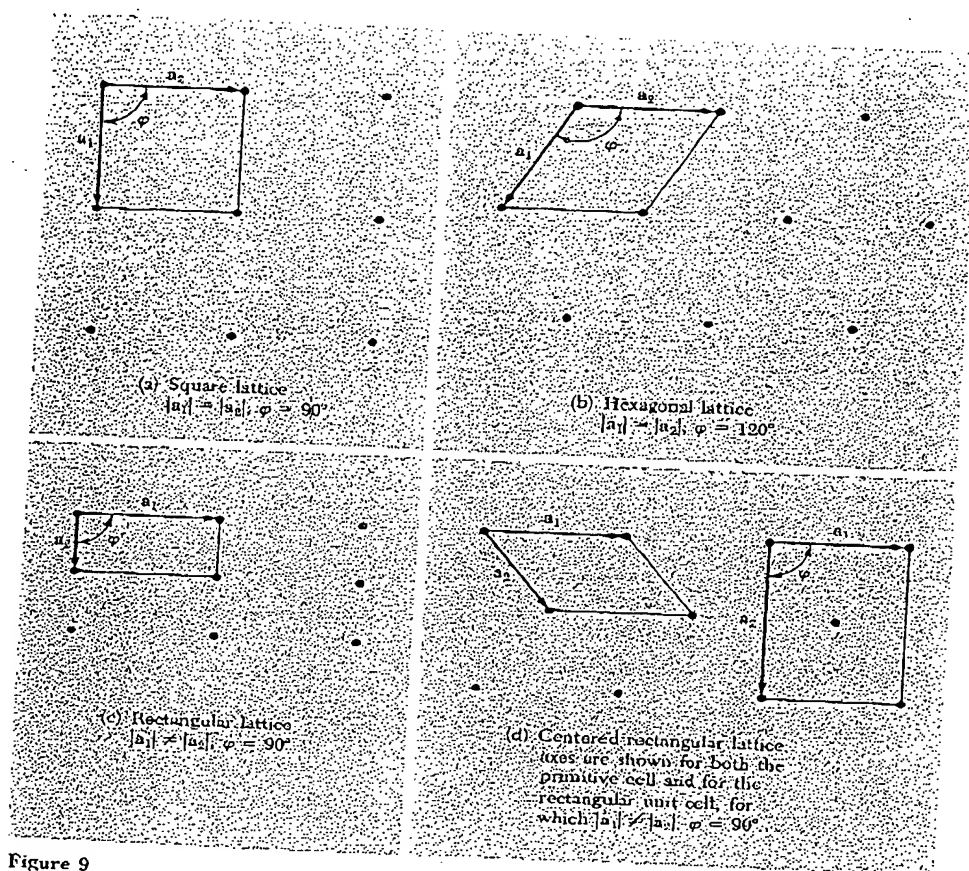 a₂
a₁
φ
a₂
a₁
φ
(a) Square lattice
|a₁| = |a₂|; φ = 90°
(b) Hexagonal lattice
|a₁| = |a₂|; φ = 120°
a₁
a₂
φ
a₁
a₂
a₁
a₂
φ
(c) Rectangular lattice
|a₁| ≠ |a₂|; φ = 90°
(d) Centered rectangular lattice
axes are shown for both the
primitive cell and for the
rectangular unit cell, for
which |a₁| ≠ |a₂|; φ = 90°
Figure 9